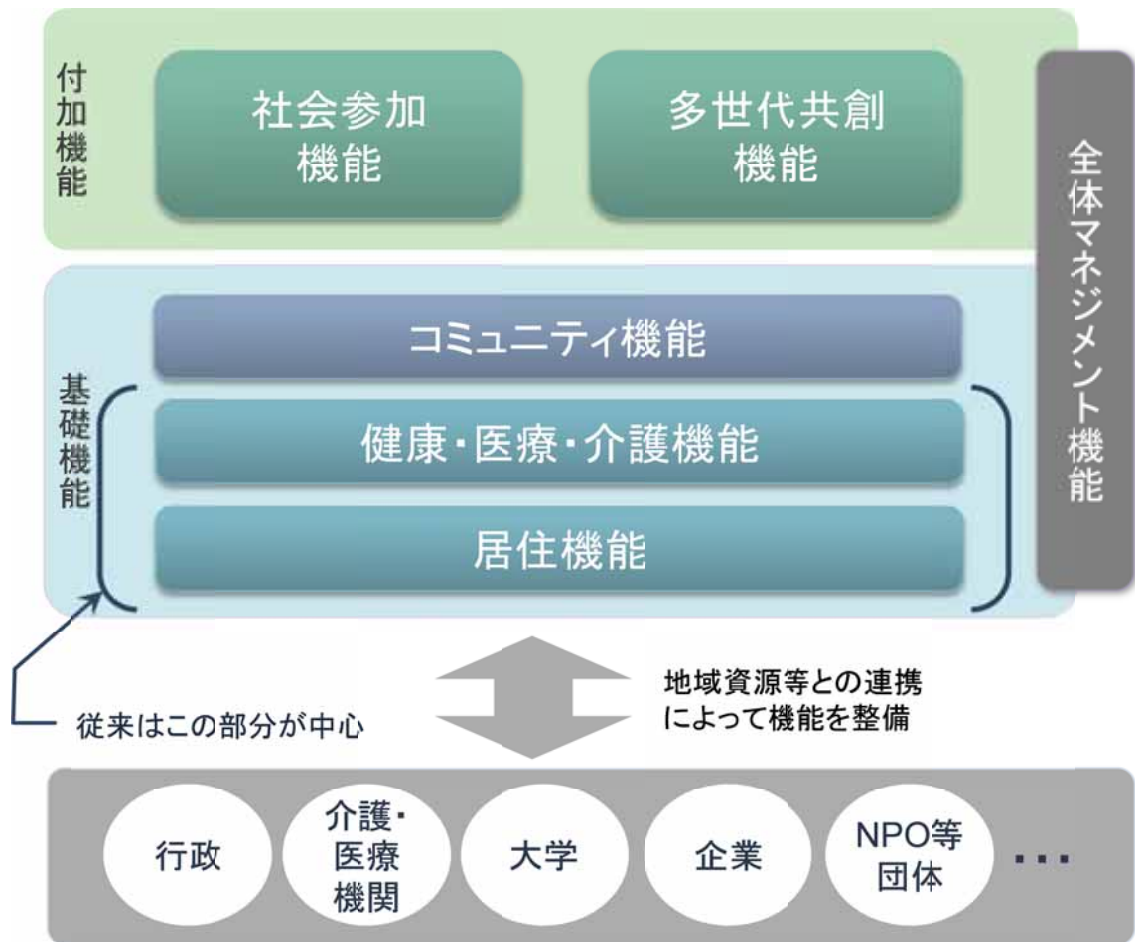 付加機能
社会参加
機能
多世代共創
機能
全体マネジメント機能
基礎機能
コミュニティ機能
健康・医療・介護機能
居住機能
従来はこの部分が中心
地域資源等との連携
によって機能を整備
行政
介護・
医療
機関
大学
企業
NPO等
団体
・・・